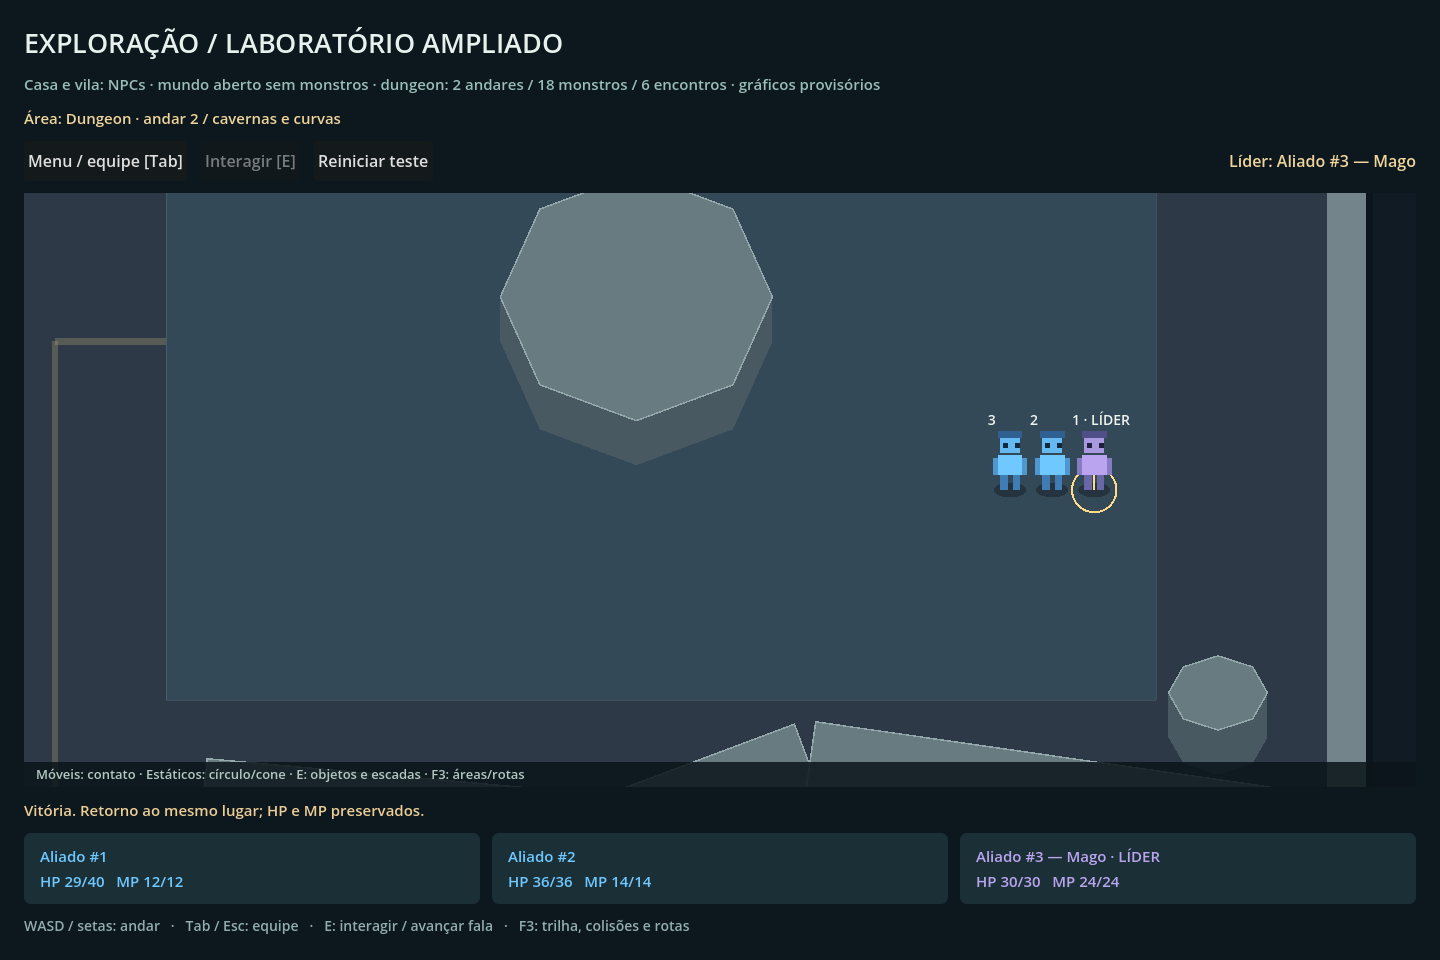 EXPLORAÇÃO / LABORATÓRIO AMPLIADO
Casa e vila: NPCs · mundo aberto sem monstros · dungeon: 2 andares / 18 monstros / 6 encontros · gráficos provisórios
Área: Dungeon · andar 2 / cavernas e curvas
Menu / equipe [Tab] Interagir [E] Reiniciar teste Líder: Aliado #3 — Mago
3 2 1 · LÍDER
Móveis: contato · Estáticos: círculo/cone · E: objetos e escadas · F3: áreas/rotas
Vitória. Retorno ao mesmo lugar; HP e MP preservados.
Aliado #1 Aliado #2 Aliado #3 — Mago · LÍDER
HP 29/40 MP 12/12 HP 36/36 MP 14/14 HP 30/30 MP 24/24
WASD / setas: andar · Tab / Esc: equipe · E: interagir / avançar fala · F3: trilha, colisões e rotas